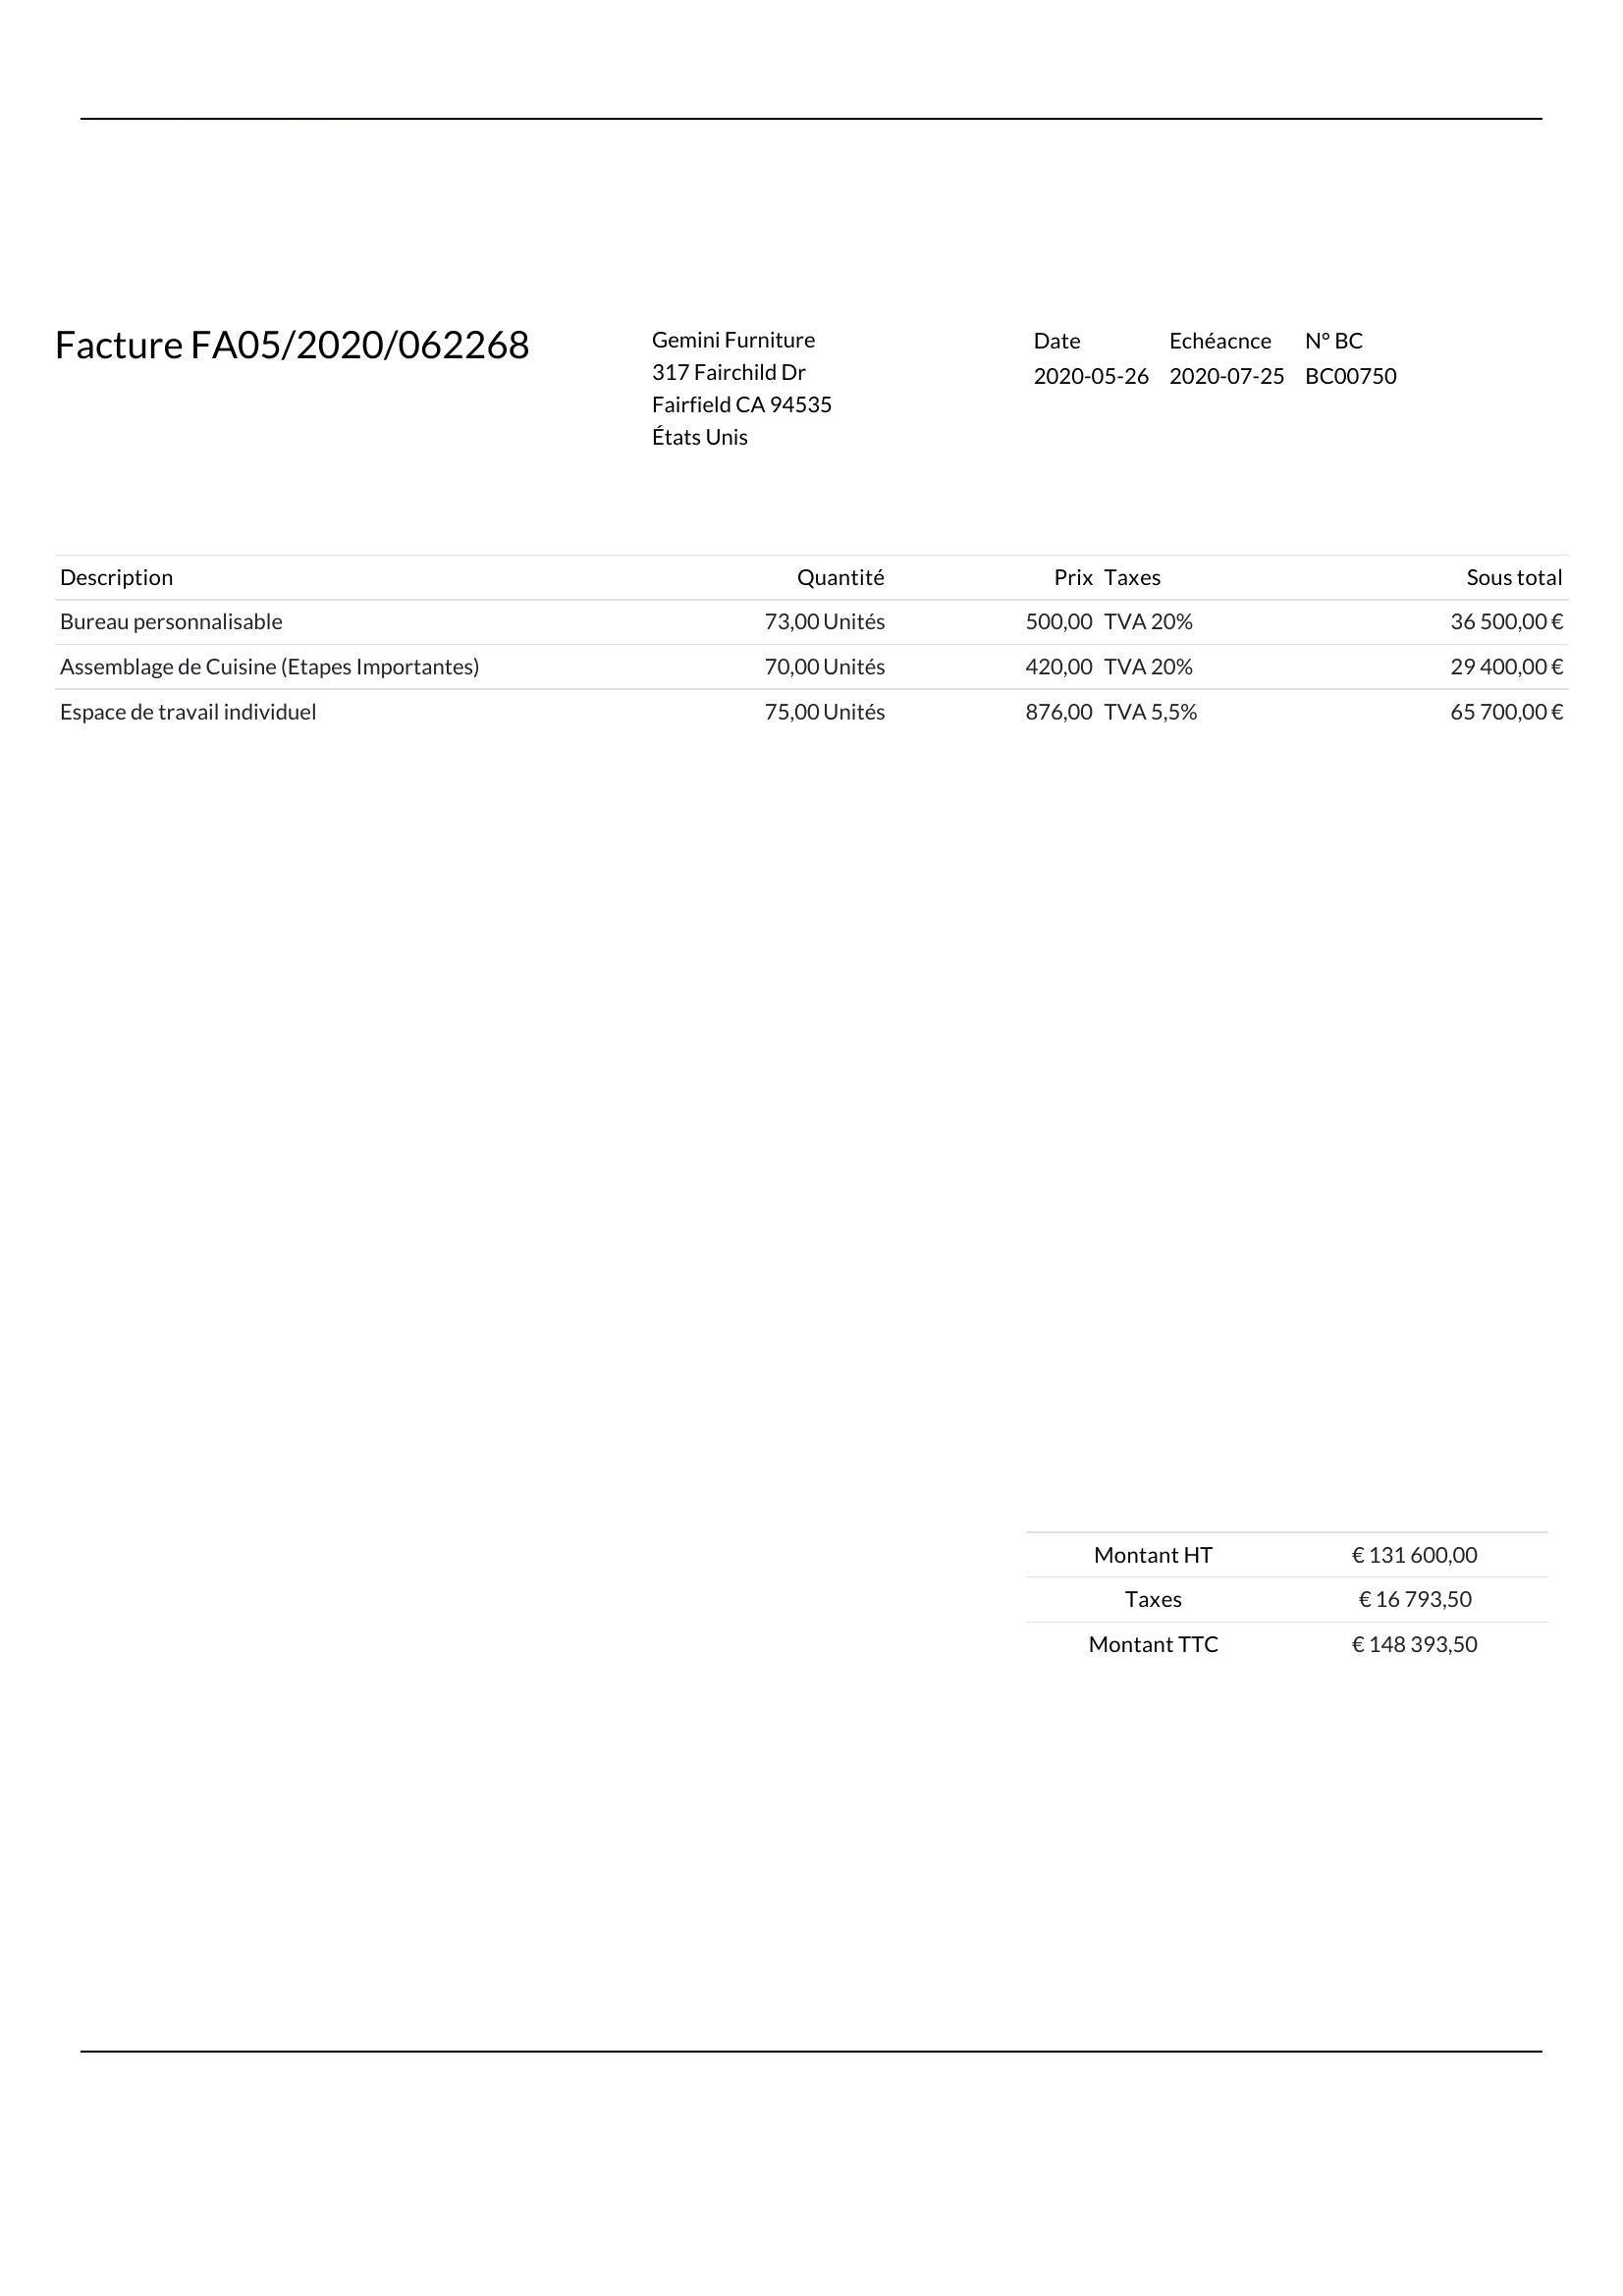 Facture FA05/2020/062268
Gemini Furniture
317 Fairchild Dr
Fairfield CA 94535
États Unis
Date Echéacnce N° BC
2020-05-26 2020-07-25 BC00750
Description Quantité Prix Taxes Sous total
Bureau personnalisable 73,00 Unités 500,00 TVA 20% 36 500,00 €
Assemblage de Cuisine (Etapes Importantes) 70,00 Unités 420,00 TVA 20% 29 400,00 €
Espace de travail individuel 75,00 Unités 876,00 TVA 5,5% 65 700,00 €
Montant HT € 131 600,00
Taxes € 16 793,50
Montant TTC € 148 393,50